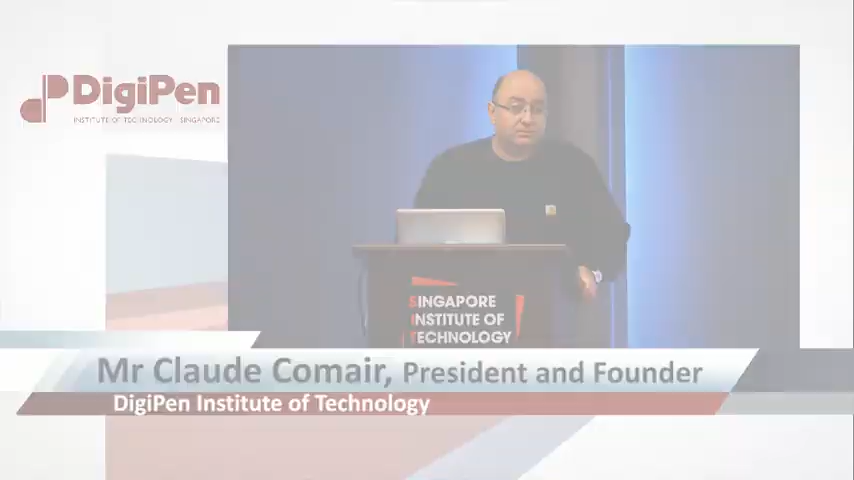 DigiPen
INSTITUTE OF TECHNOLOGY SINGAPORE
SINGAPORE
INSTITUTE OF
TECHNOLOGY
Mr Claude Comair, President and Founder
DigiPen Institute of Technology